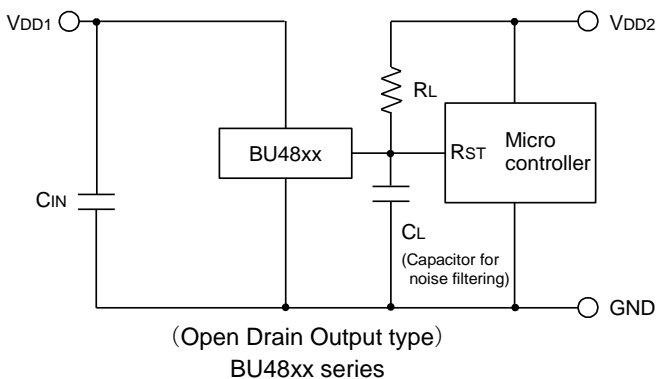 VDD1
VDD2
RL
BU48xx
RST
Micro
controller
CIN
CL
(Capacitor for
noise filtering)
GND
(Open Drain Output type)
BU48xx series